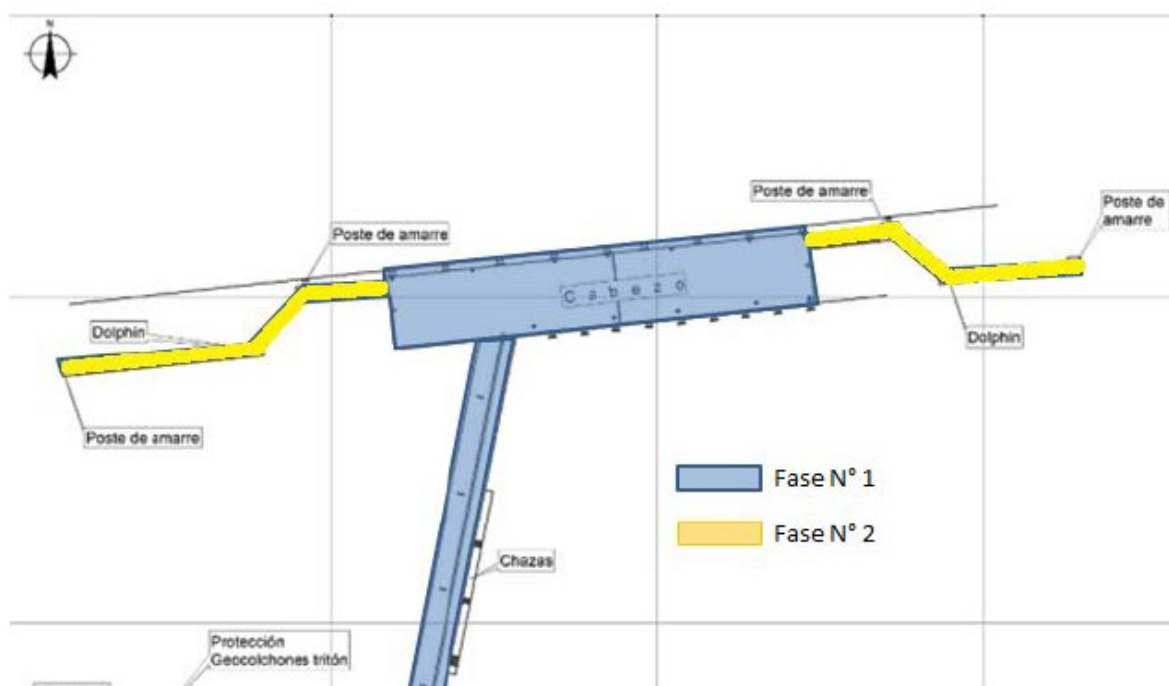 N
Poste de amarre
Poste de
amarre
Poste de amarre
Cabezo
Dolphin
Dolphin
Poste de amarre
Fase N° 1
Fase N° 2
Chazas
Protección
Geocolchones tritón